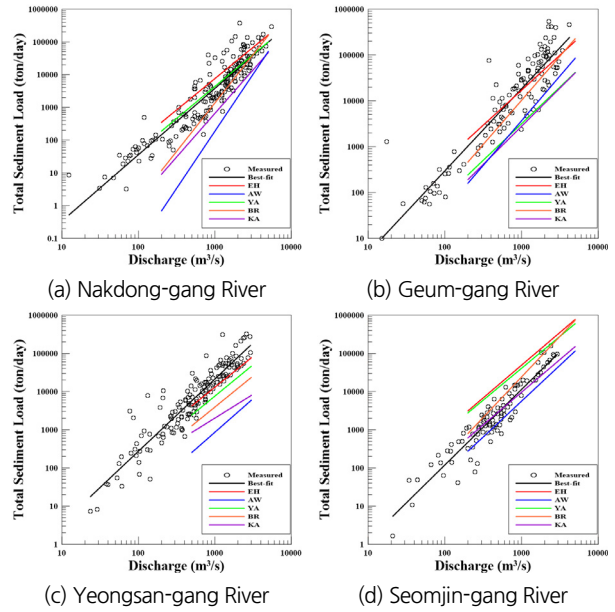 (a)
1000000
100000
10000
1000
100
10
1
0.1
Total Sediment Load (ton/day)
Measured
Best-fit
EH
AW
YA
BR
KA
10 100 1000 10000
Discharge (m³/s)
(a) Nakdong-gang River
(b)
1000000
100000
10000
1000
100
10
Total Sediment Load (ton/day)
Measured
Best-fit
EH
AW
YA
BR
KA
10 100 1000 10000
Discharge (m³/s)
(b) Geum-gang River
(c)
1000000
100000
10000
1000
100
10
1
Total Sediment Load (ton/day)
Measured
Best-fit
EH
AW
YA
BR
KA
10 100 1000 10000
Discharge (m³/s)
(c) Yeongsan-gang River
(d)
1000000
100000
10000
1000
100
10
1
Total Sediment Load (ton/day)
Measured
Best-fit
EH
AW
YA
BR
KA
10 100 1000 10000
Discharge (m³/s)
(d) Seomjin-gang River